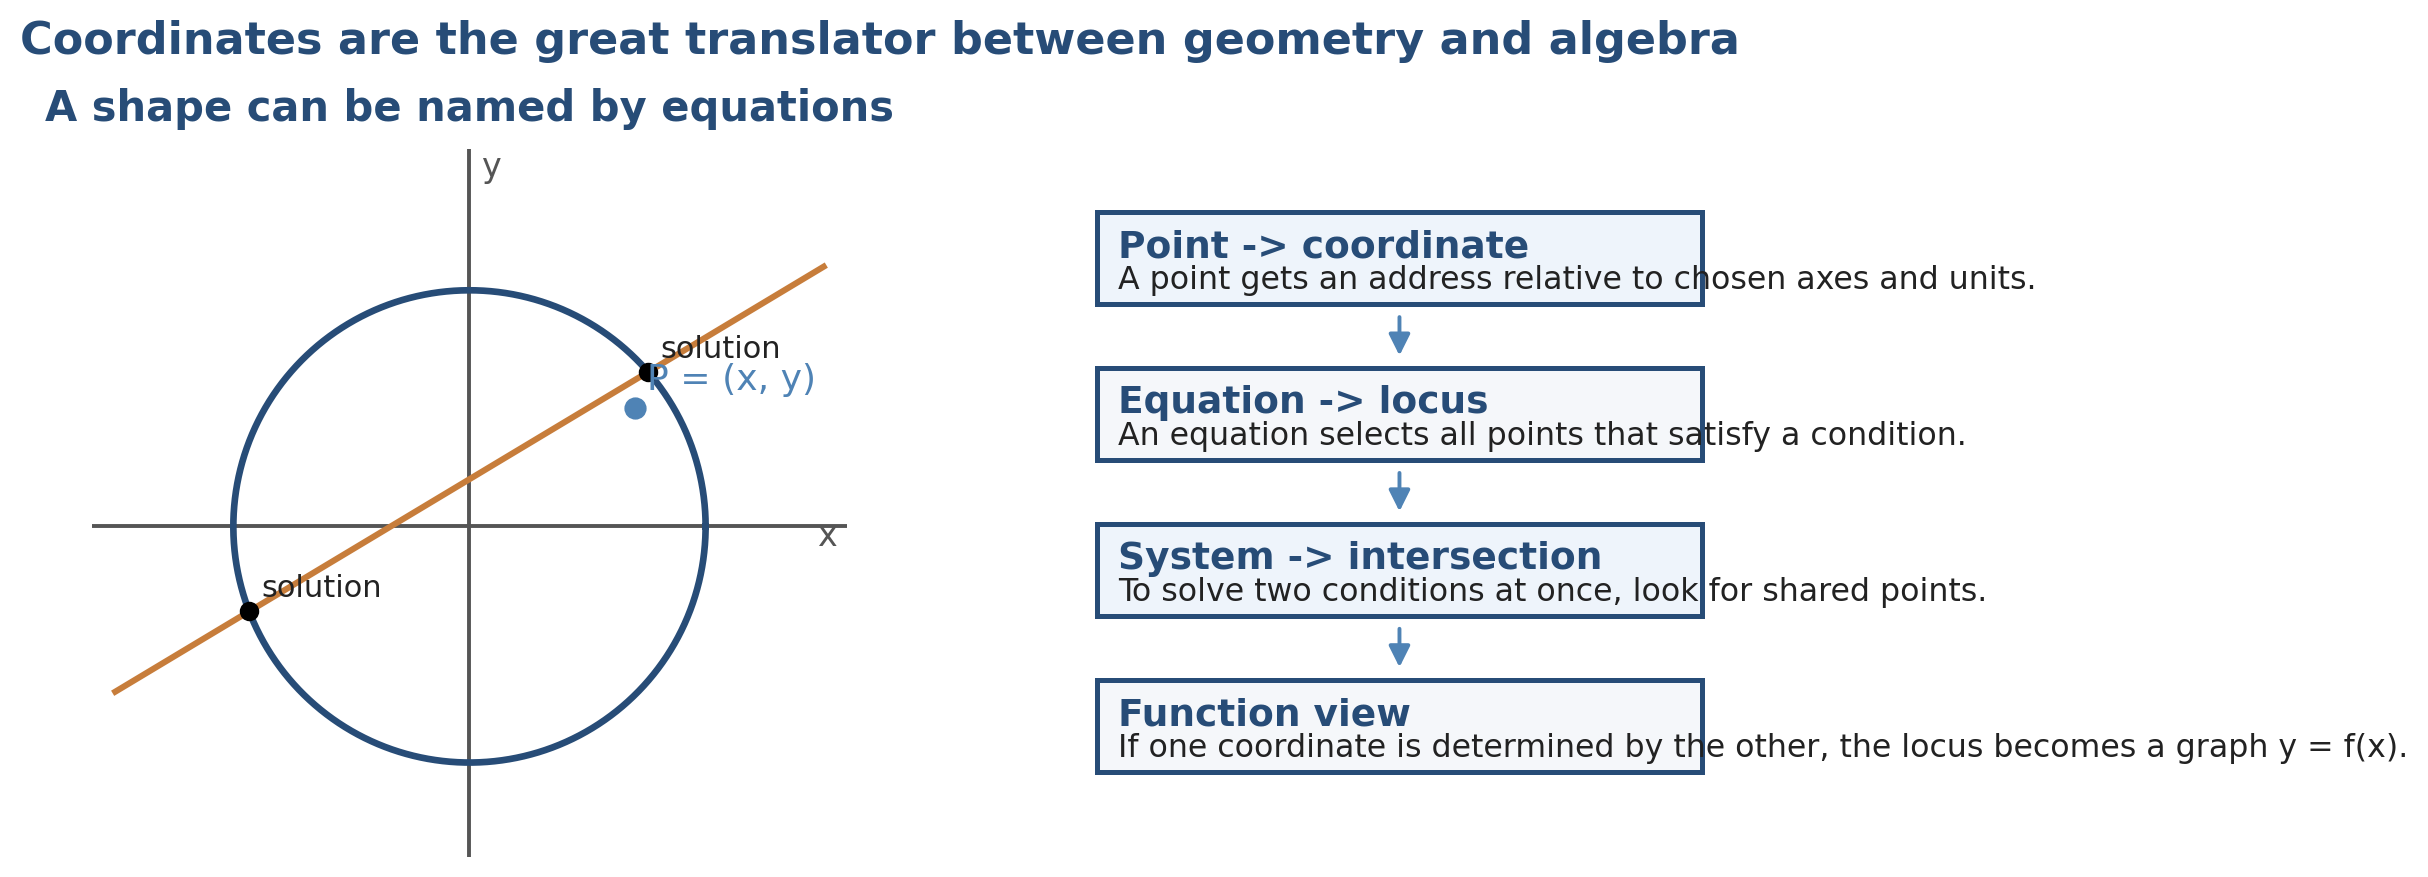 Coordinates are the great translator between geometry and algebra
A shape can be named by equations
y
solution
P = (x, y)
x
solution
Point -> coordinate
A point gets an address relative to chosen axes and units.
Equation -> locus
An equation selects all points that satisfy a condition.
System -> intersection
To solve two conditions at once, look for shared points.
Function view
If one coordinate is determined by the other, the locus becomes a graph y = f(x).